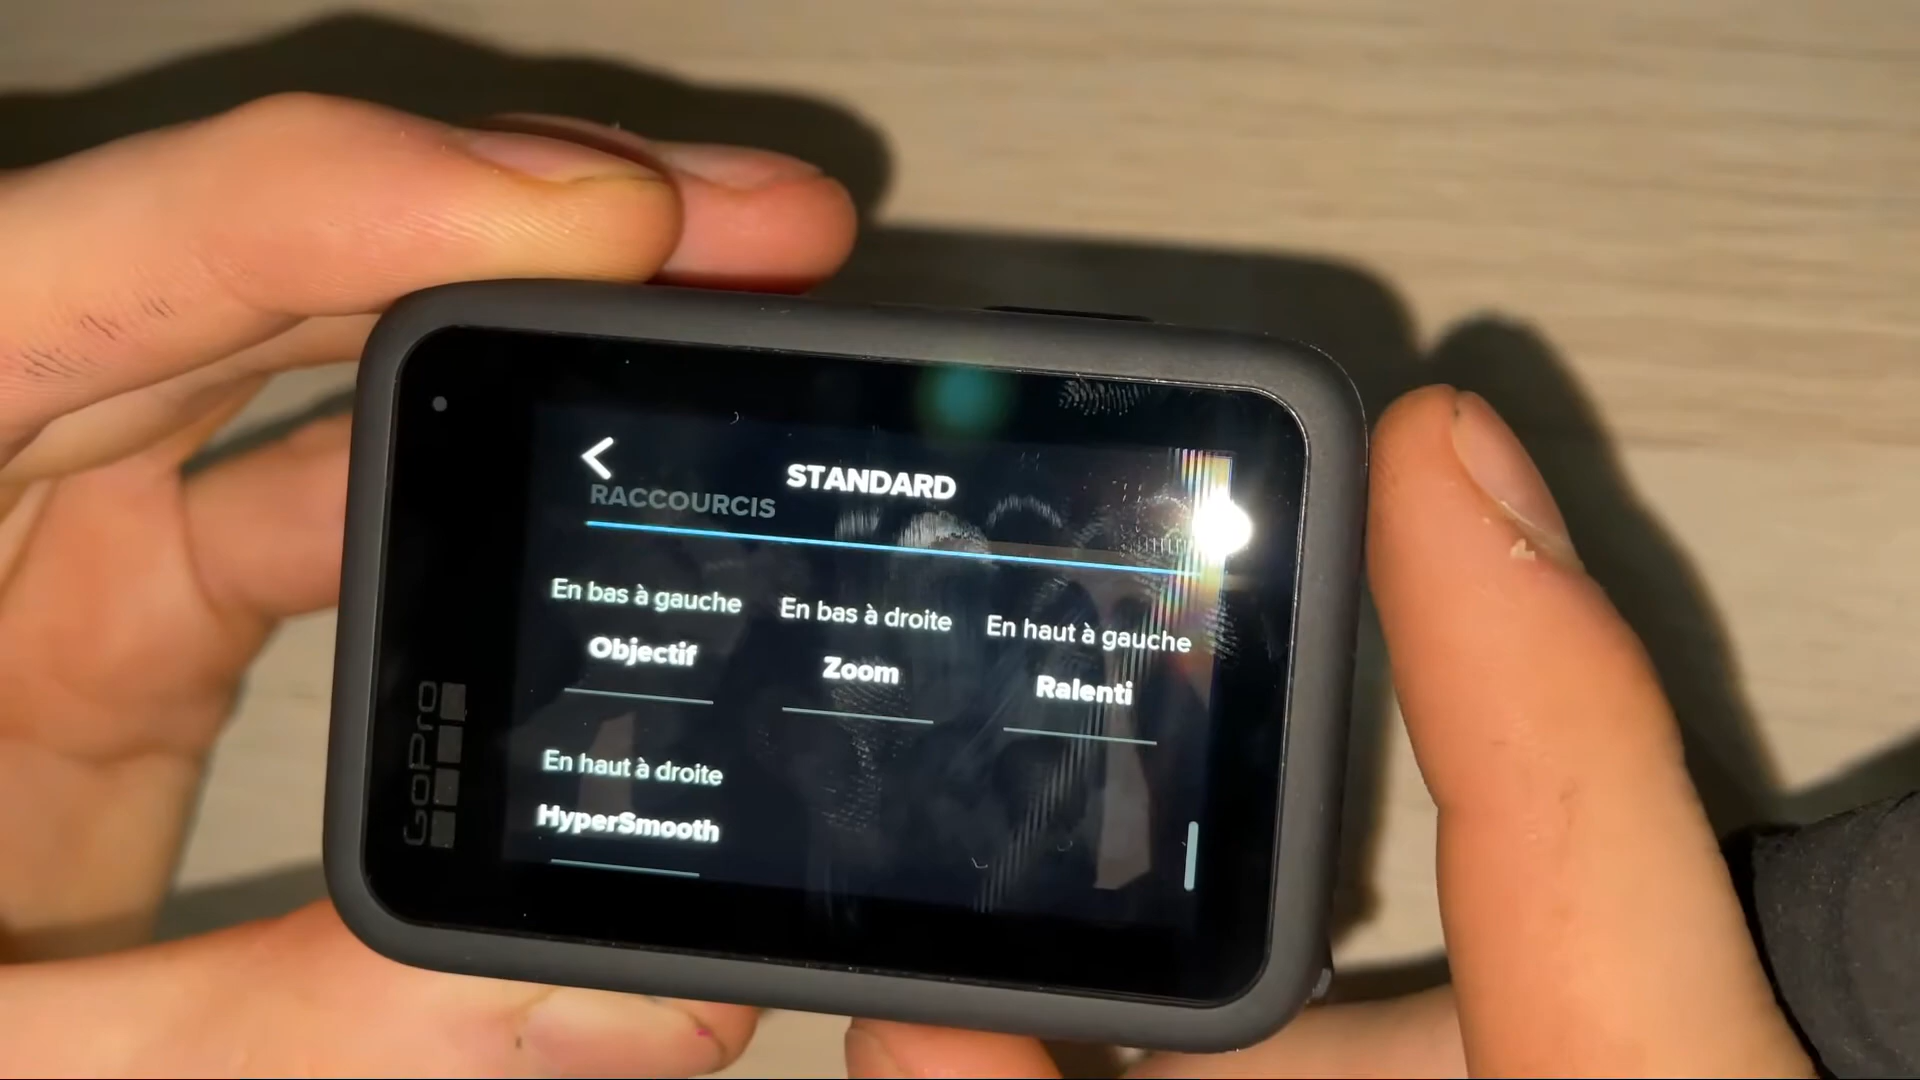 STANDARD
RACCOURCIS
En bas à gauche
Objectif
En bas à droite
Zoom
En haut à gauche
Ralenti
En haut à droite
HyperSmooth
GoPro